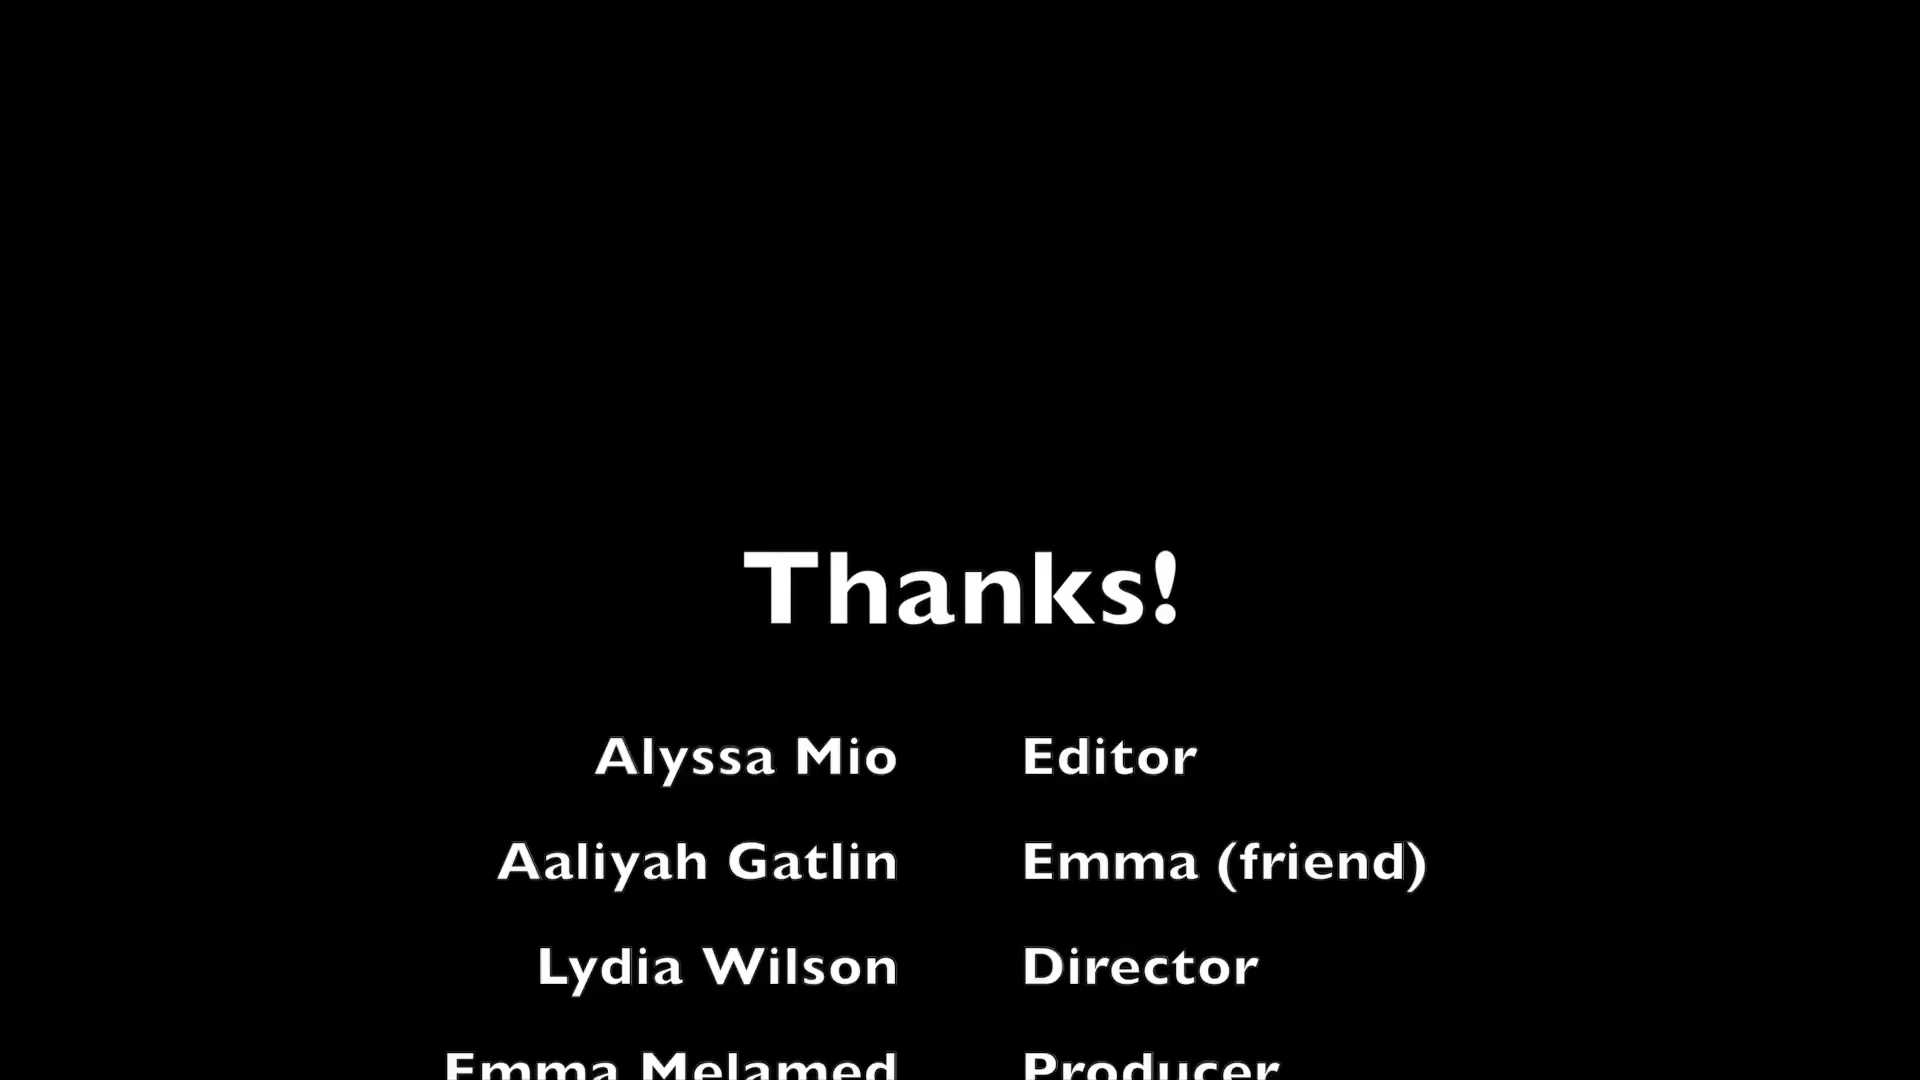 Thanks!
Alyssa Mio Editor
Aaliyah Gatlin Emma (friend)
Lydia Wilson Director
Emma Melamed Producer